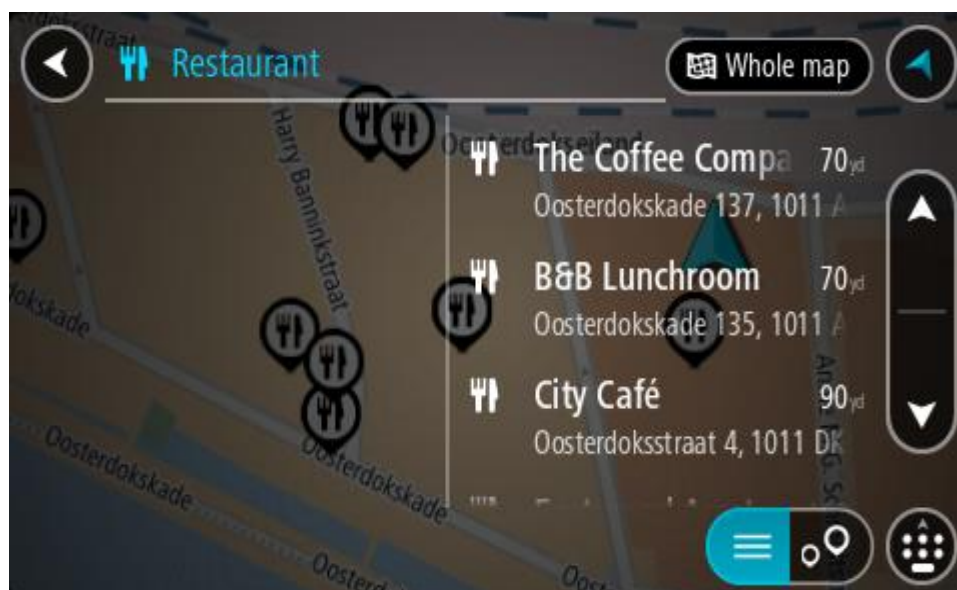 Restaurant
Whole map
Harry Banninkstraat
Oosterdokseiland
The Coffee Compa
70yd
Oosterdokskade 137, 1011 A
B&B Lunchroom
70yd
Oosterdokskade 135, 1011 A
City Café
90yd
Oosterdoksstraat 4, 1011 DK
Oosterdokskade
Oosterdokskade